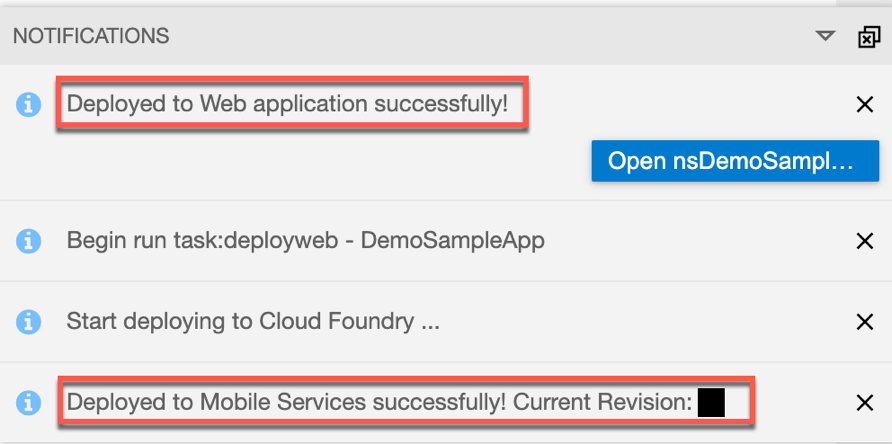 NOTIFICATIONS
Deployed to Web application successfully!
Open nsDemoSampl...
Begin run task:deployweb - DemoSampleApp
Start deploying to Cloud Foundry ...
Deployed to Mobile Services successfully! Current Revision: